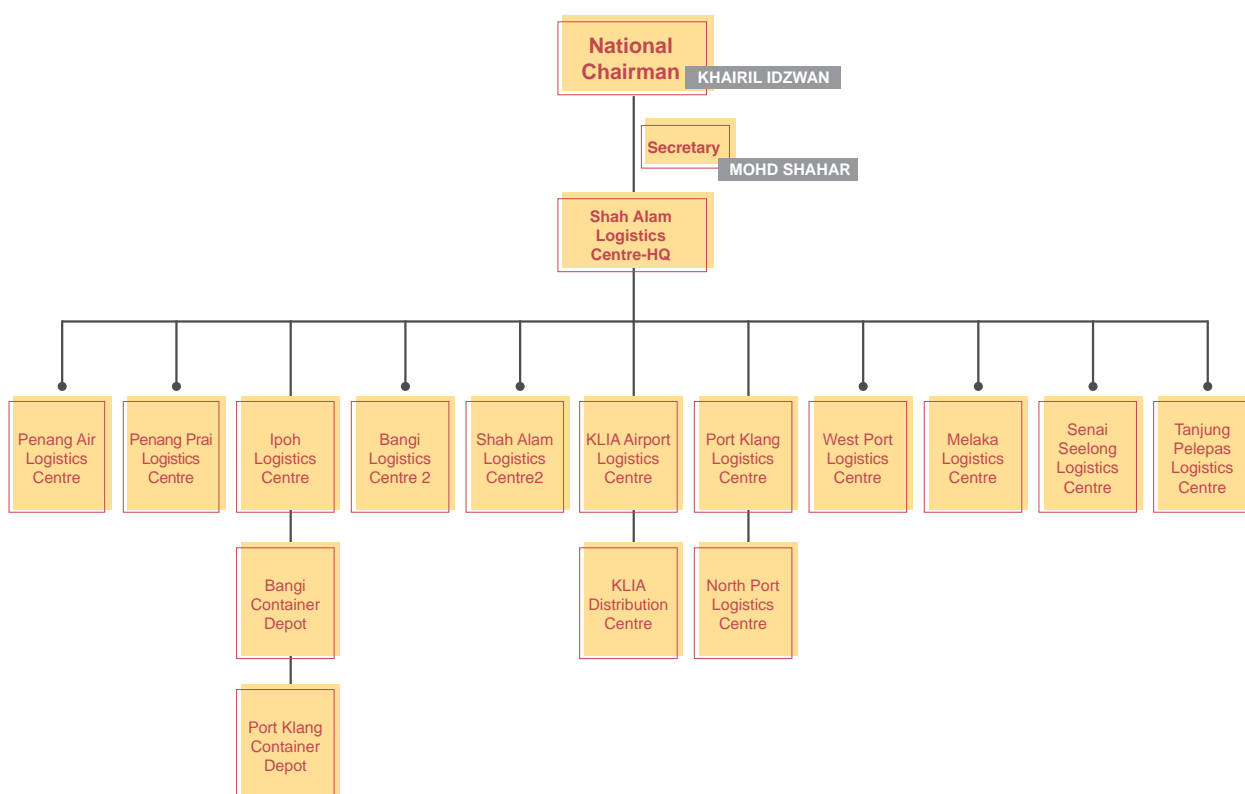 National
Chairman
KHAIRIL IDZWAN
Secretary
MOHD SHAHAR
Shah Alam
Logistics
Centre-HQ
Penang Air
Logistics
Centre
Penang Prai
Logistics
Centre
Ipoh
Logistics
Centre
Bangi
Logistics
Centre 2
Shah Alam
Logistics
Centre2
KLIA Airport
Logistics
Centre
Port Klang
Logistics
Centre
West Port
Logistics
Centre
Melaka
Logistics
Centre
Senai
Seelong
Logistics
Centre
Tanjung
Pelepas
Logistics
Centre
Bangi
Container
Depot
KLIA
Distribution
Centre
North Port
Logistics
Centre
Port Klang
Container
Depot